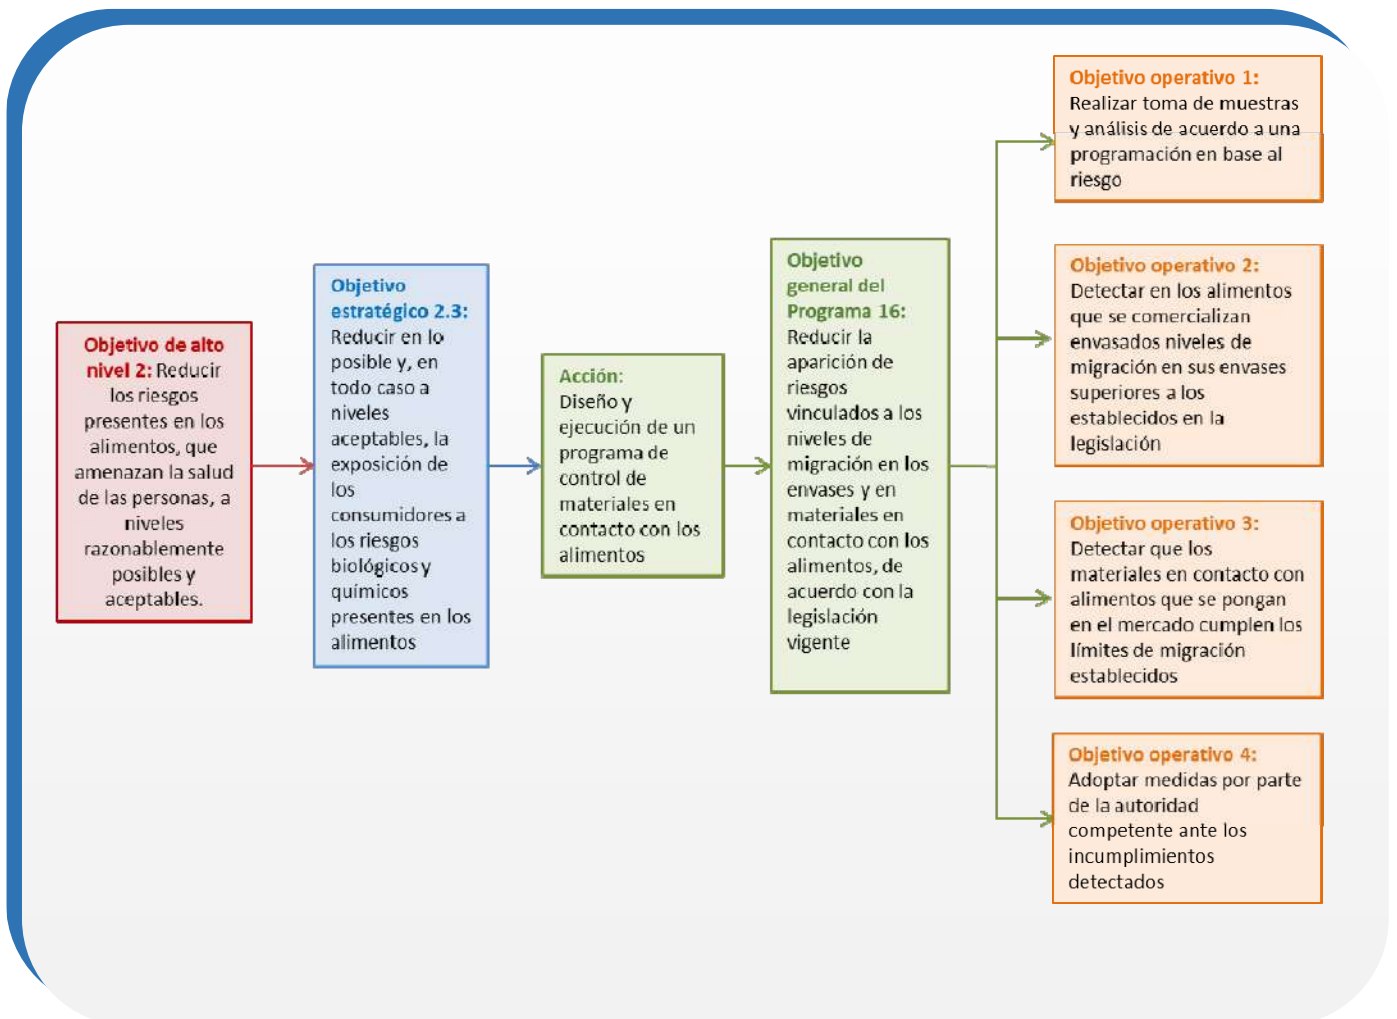 Objetivo de alto
nivel 2: Reducir
los riesgos
presentes en los
alimentos, que
amenazan la salud
de las personas, a
niveles
razonablemente
posibles y
aceptables.
Objetivo
estratégico 2.3:
Reducir en lo
posible y, en
todo caso a
niveles
aceptables, la
exposición de
los
consumidores a
los riesgos
biológicos y
químicos
presentes en los
alimentos
Acción:
Diseño y
ejecución de un
programa de
control de
materiales en
contacto con los
alimentos
Objetivo
general del
Programa 16:
Reducir la
aparición de
riesgos
vinculados a los
niveles de
migración en los
envases y en
materiales en
contacto con los
alimentos, de
acuerdo con la
legislación
vigente
Objetivo operativo 1:
Realizar toma de muestras
y análisis de acuerdo a una
programación en base al
riesgo
Objetivo operativo 2:
Detectar en los alimentos
que se comercializan
envasados niveles de
migración en sus envases
superiores a los
establecidos en la
legislación
Objetivo operativo 3:
Detectar que los
materiales en contacto con
alimentos que se pongan
en el mercado cumplen los
límites de migración
establecidos
Objetivo operativo 4:
Adoptar medidas por parte
de la autoridad
competente ante los
incumplimientos
detectados